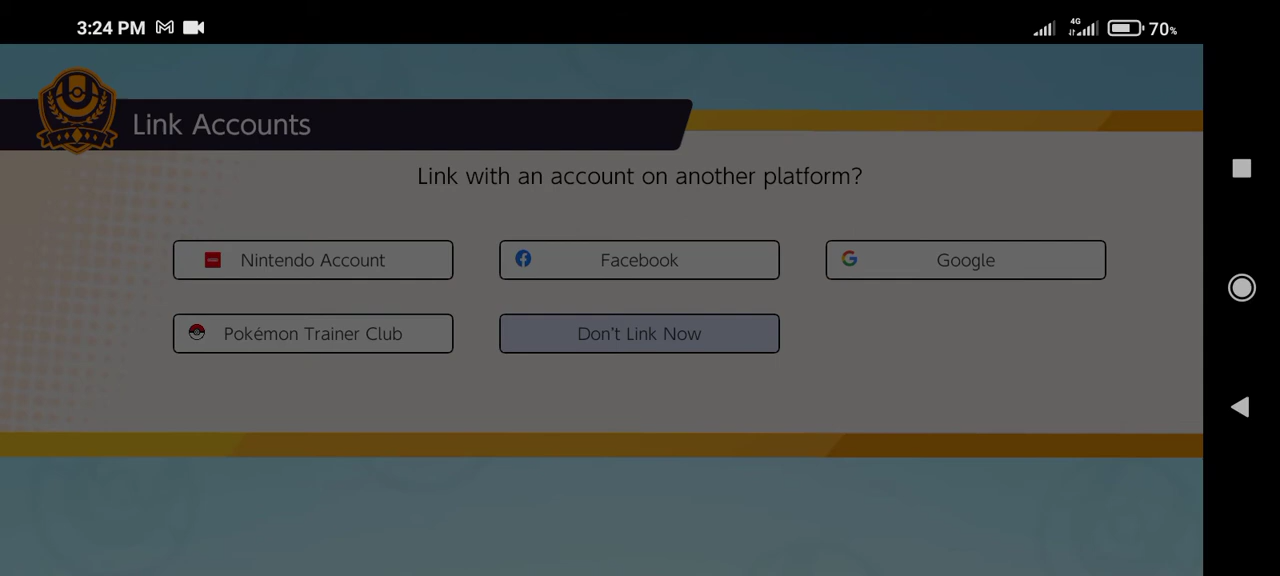 3:24 PM
4G
70%
Link Accounts
Link with an account on another platform?
Nintendo Account
Facebook
Google
Pokémon Trainer Club
Don't Link Now